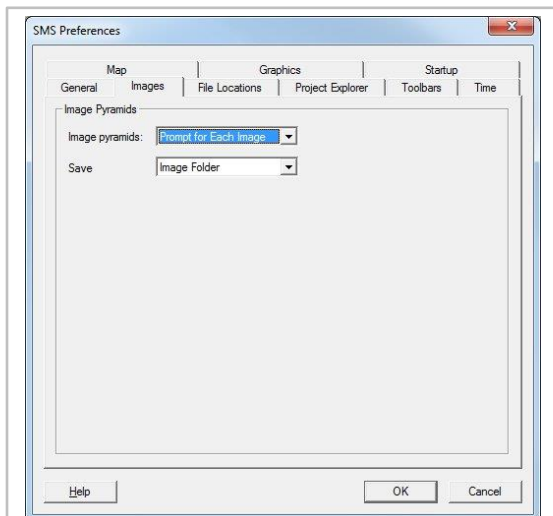 SMS Preferences
Map Graphics Startup
General Images File Locations Project Explorer Toolbars Time
Image Pyramids
Image pyramids: Prompt for Each Image
Save Image Folder
Help OK Cancel